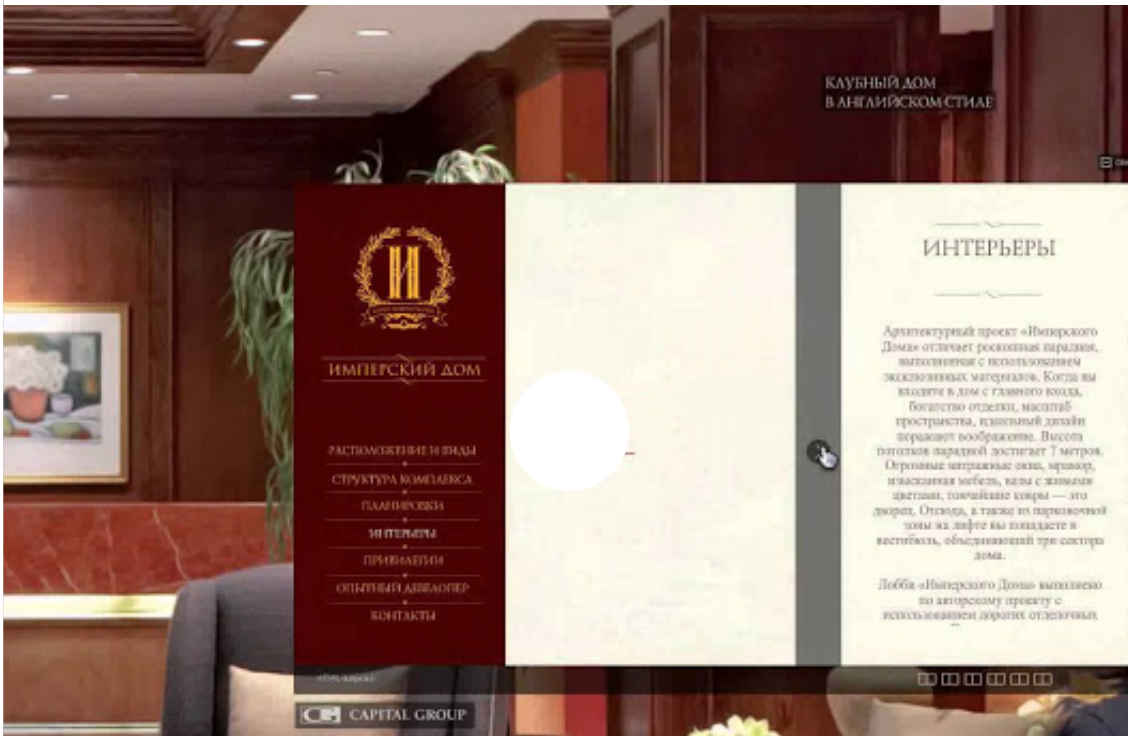 КЛУБНЫЙ ДОМ
В АНГЛИЙСКОМ СТИЛЕ
И
ИМПЕРСКИЙ ДОМ
РАСПОЛОЖЕНИЕ И ВИДЫ
СТРУКТУРА КОМПЛЕКСА
ПЛАНИРОВКИ
ИНТЕРЬЕРЫ
ПРИВИЛЕГИИ
ОПЫТНЫЙ ДЕВЕЛОПЕР
КОНТАКТЫ
ИНТЕРЬЕРЫ
Архитектурный проект «Имперского
Дома» отличает роскошная парадная,
выполненная с использованием
эксклюзивных материалов. Когда вы
входите в дом с главного входа,
богатство отделки, масштаб
пространства, идеальный дизайн
поражают воображение. Высота
потолков парадной достигает 7 метров.
Огромные витражные окна, мрамор,
изысканная мебель, вазы с живыми
цветами, тончайшие ковры — это
дворец. Отсюда, а также из парковочной
зоны на лифте вы попадаете в
вестибюль, объединяющий три сектора
дома.
Лобби «Имперского Дома» выполнено
по авторскому проекту с
использованием дорогих отделочных
CAPITAL GROUP